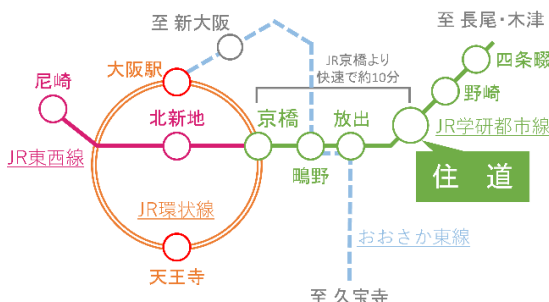 至 長尾・木津
至 新大阪
JR京橋より
快速で約10分
四条畷
大阪駅
尼崎
野崎
北新地
京橋
放出
JR学研都市線
JR東西線
鴫野
住 道
JR環状線
おおさか東線
天王寺
至 久宝寺